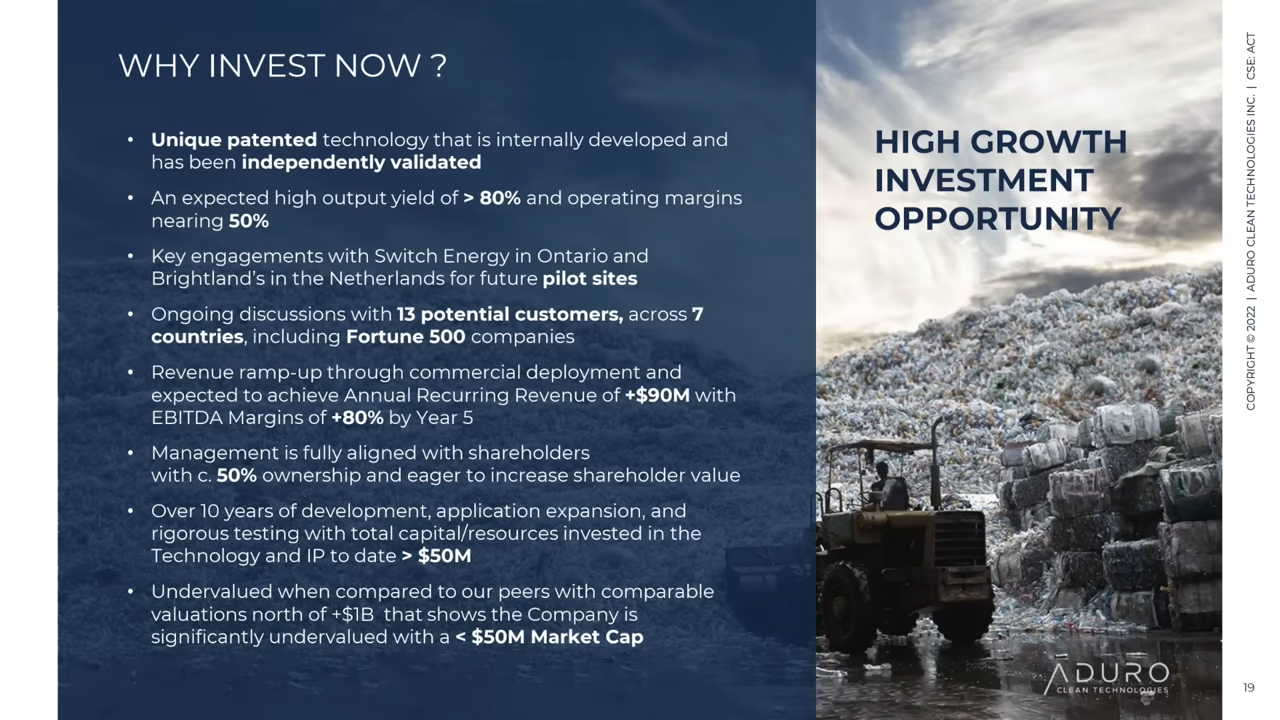 WHY INVEST NOW ?
• Unique patented technology that is internally developed and
has been independently validated
• An expected high output yield of > 80% and operating margins
nearing 50%
• Key engagements with Switch Energy in Ontario and
Brightland's in the Netherlands for future pilot sites
• Ongoing discussions with 13 potential customers, across 7
countries, including Fortune 500 companies
• Revenue ramp-up through commercial deployment and
expected to achieve Annual Recurring Revenue of +$90M with
EBITDA Margins of +80% by Year 5
• Management is fully aligned with shareholders
with c. 50% ownership and eager to increase shareholder value
• Over 10 years of development, application expansion, and
rigorous testing with total capital/resources invested in the
Technology and IP to date > $50M
• Undervalued when compared to our peers with comparable
valuations north of +$1B that shows the Company is
significantly undervalued with a < $50M Market Cap
HIGH GROWTH
INVESTMENT
OPPORTUNITY
ADURO
CLEAN TECHNOLOGIES
COPYRIGHT © 2022 | ADURO CLEAN TECHNOLOGIES INC. | CSE: ACT
19